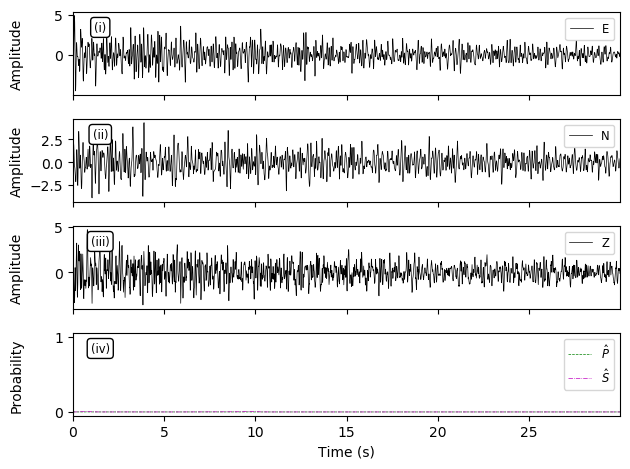 5
0
Amplitude
(i)
E
2.5
0.0
−2.5
Amplitude
(ii)
N
5
0
Amplitude
(iii)
Z
1
0
Probability
(iv)
P̂
Ŝ
0 5 10 15 20 25
Time (s)